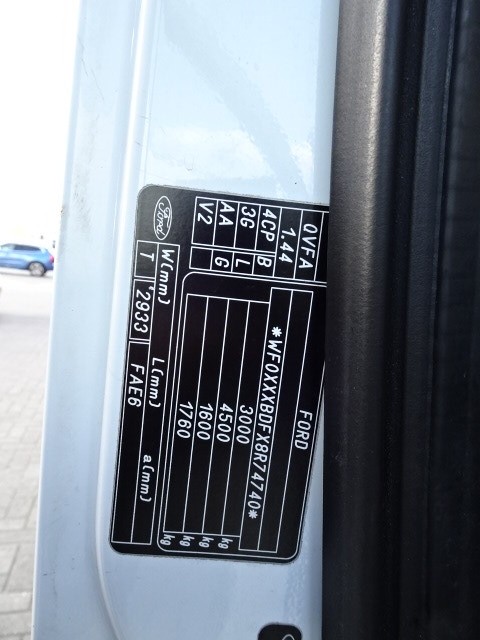 FORD
*WF0XXXBDFX8R74740*
3000 kg
4500 kg
1600 kg
1760 kg
QVFA
1.44
4CP B
3G L
AA G
V2
Ford
W(mm) L(mm) a(mm)
T 2933 FAE6